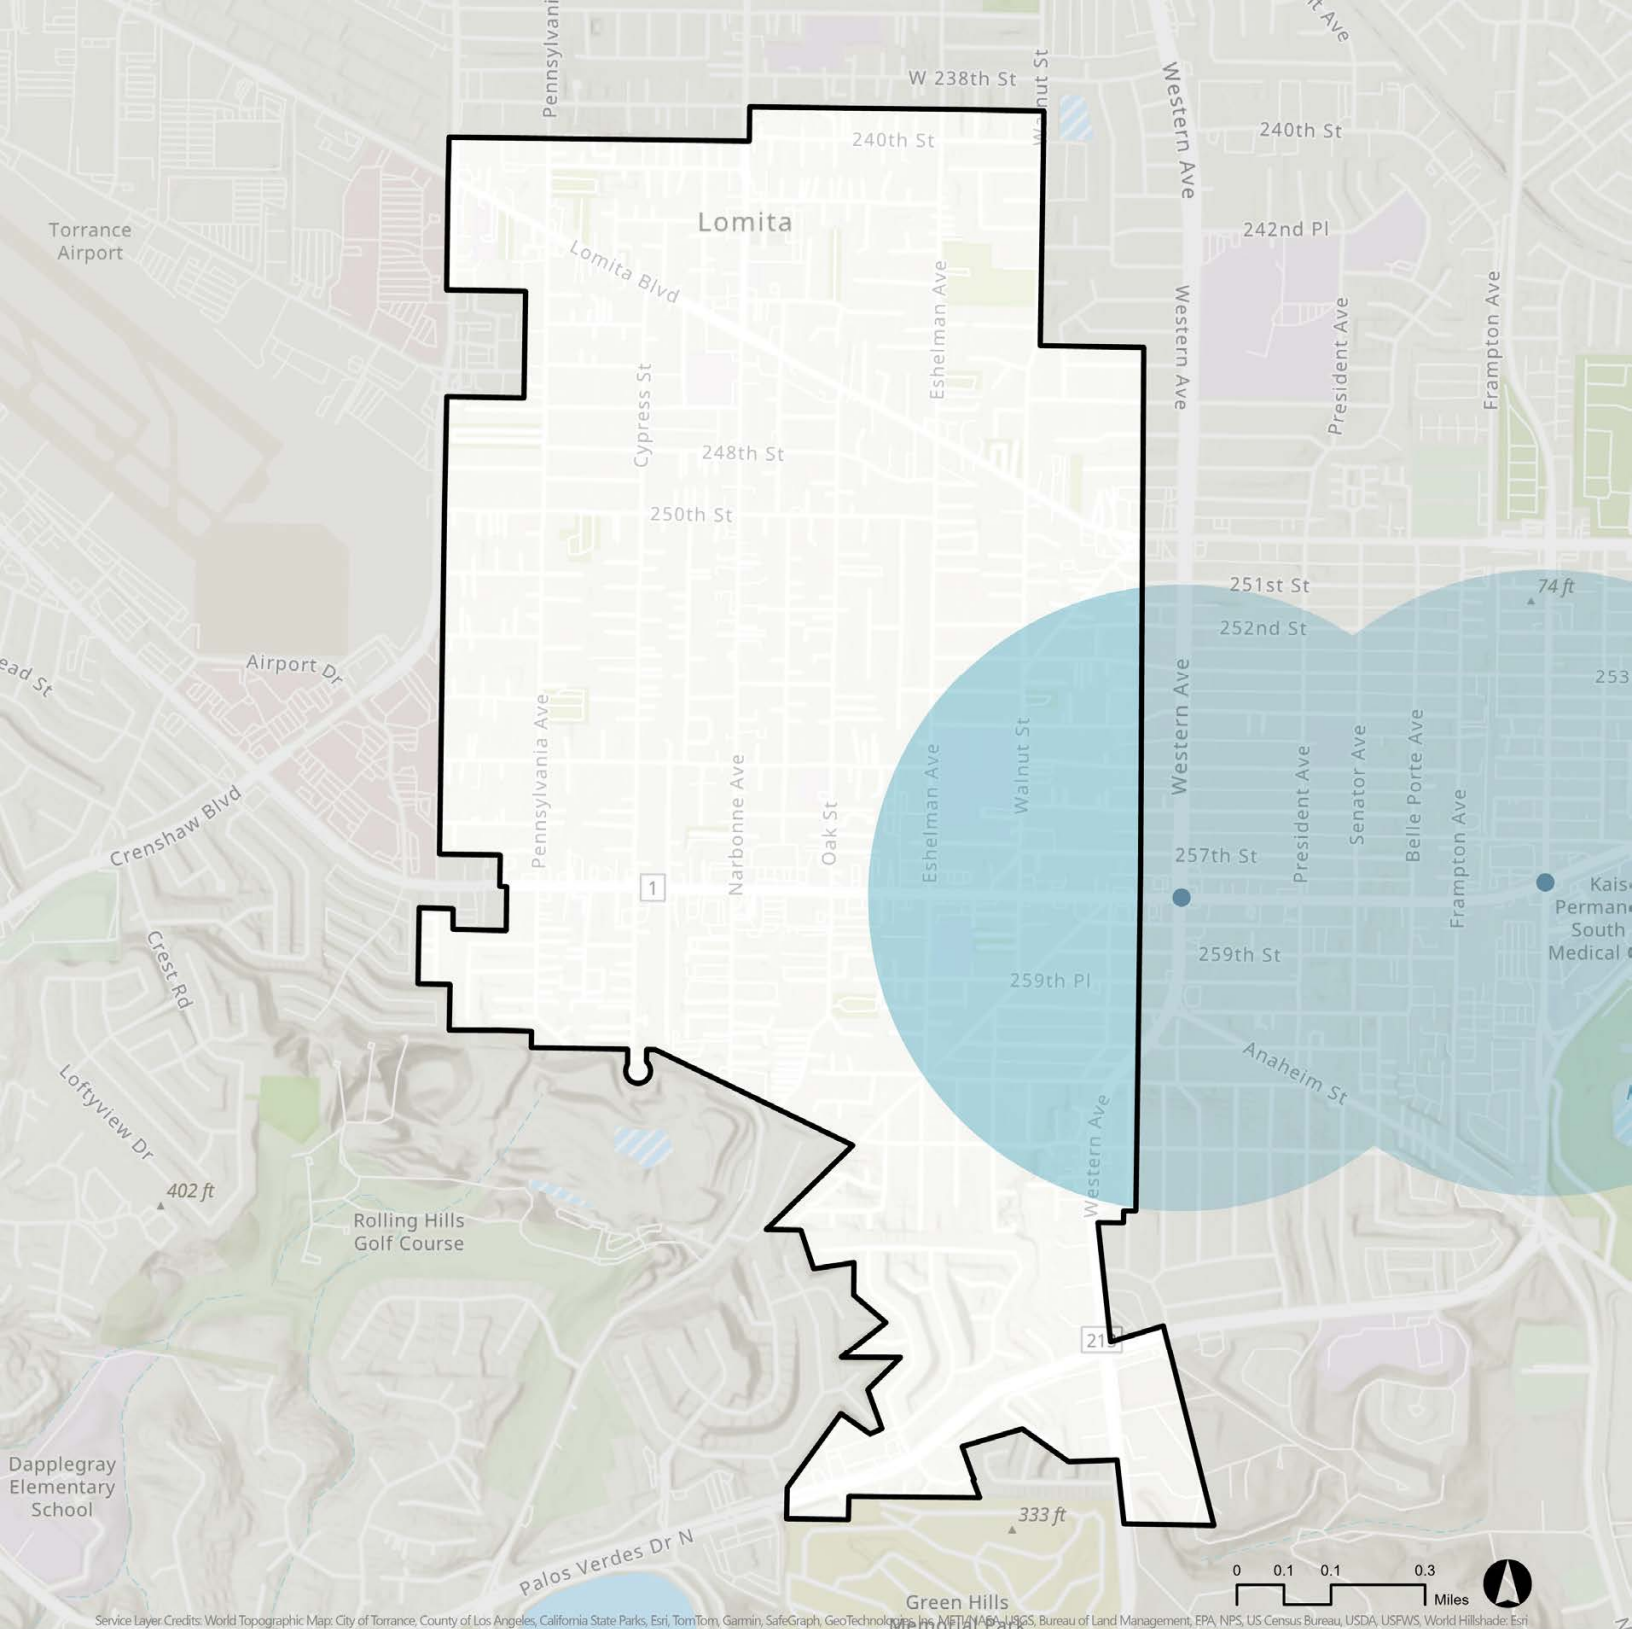 Pennsylvani
W 238th St
Walnut St
Western Ave
240th St
240th St
Torrance
Airport
Lomita
242nd Pl
Lomita Blvd
Eshelman Ave
Western Ave
President Ave
Frampton Ave
Cypress St
248th St
250th St
251st St
74 ft
252nd St
Airport Dr
ead St
253
Pennsylvania Ave
Narbonne Ave
Oak St
Eshelman Ave
Walnut St
Western Ave
President Ave
Senator Ave
Belle Porte Ave
Frampton Ave
Crenshaw Blvd
257th St
1
Kais
Perman
South
Medical
Crest Rd
259th St
259th Pl
Anaheim St
Loftyview Dr
Western Ave
402 ft
Rolling Hills
Golf Course
213
Dapplegray
Elementary
School
333 ft
Palos Verdes Dr N
Green Hills
Memorial Park
0 0.1 0.1 0.3
Miles
Service Layer Credits: World Topographic Map: City of Torrance, County of Los Angeles, California State Parks, Esri, TomTom, Garmin, SafeGraph, GeoTechnologies, Inc, METI/NASA, USGS, Bureau of Land Management, EPA, NPS, US Census Bureau, USDA, USFWS, World Hillshade: Esri